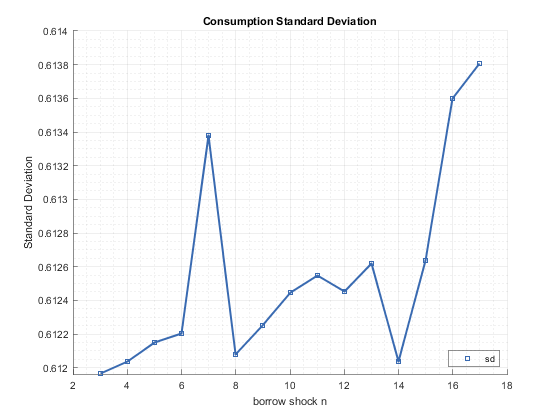 Consumption Standard Deviation
0.614
0.6138
0.6136
0.6134
0.6132
0.613
0.6128
0.6126
0.6124
0.6122
0.612
Standard Deviation
sd
2 4 6 8 10 12 14 16 18
borrow shock n